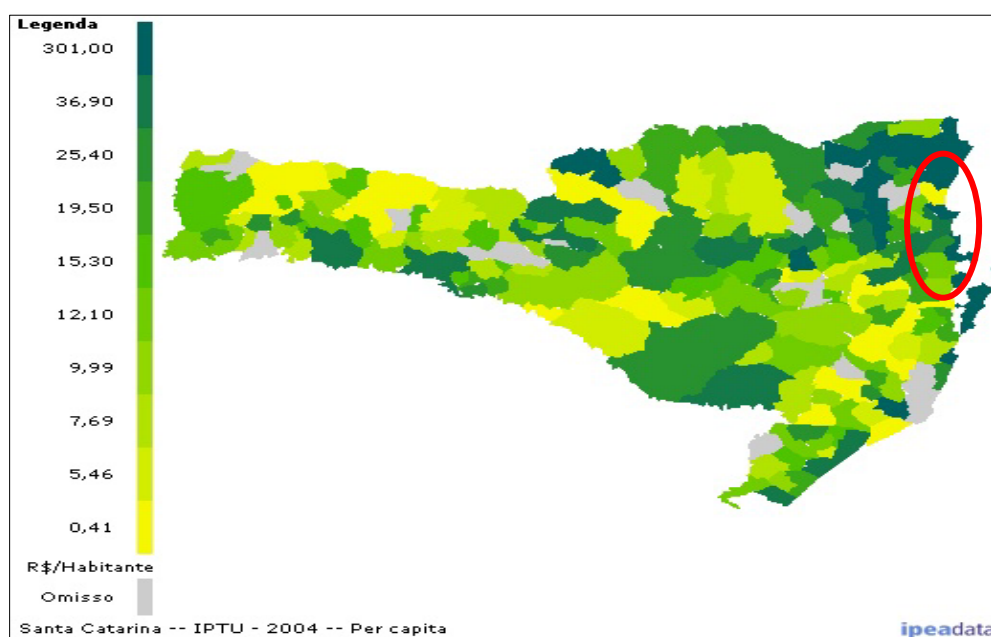 Legenda
301,00
36,90
25,40
19,50
15,30
12,10
9,99
7,69
5,46
0,41
R$/Habitante
Omisso
Santa Catarina -- IPTU - 2004 -- Per capita
ipeadata